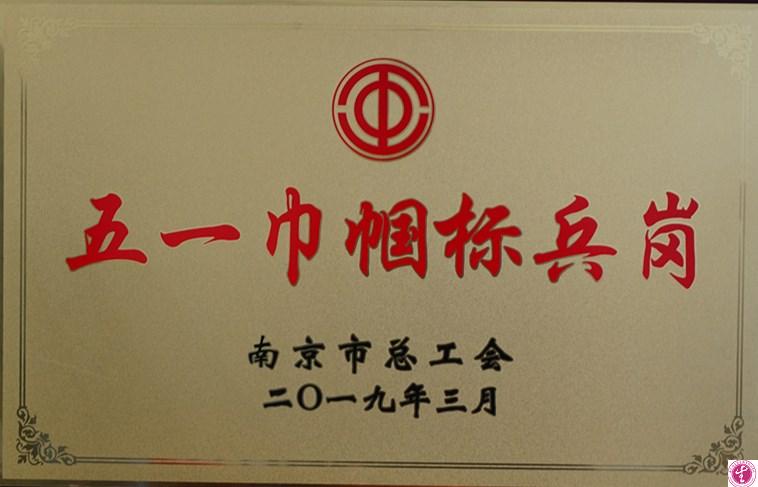 五一巾帼标兵岗
南京市总工会
二〇一九年三月